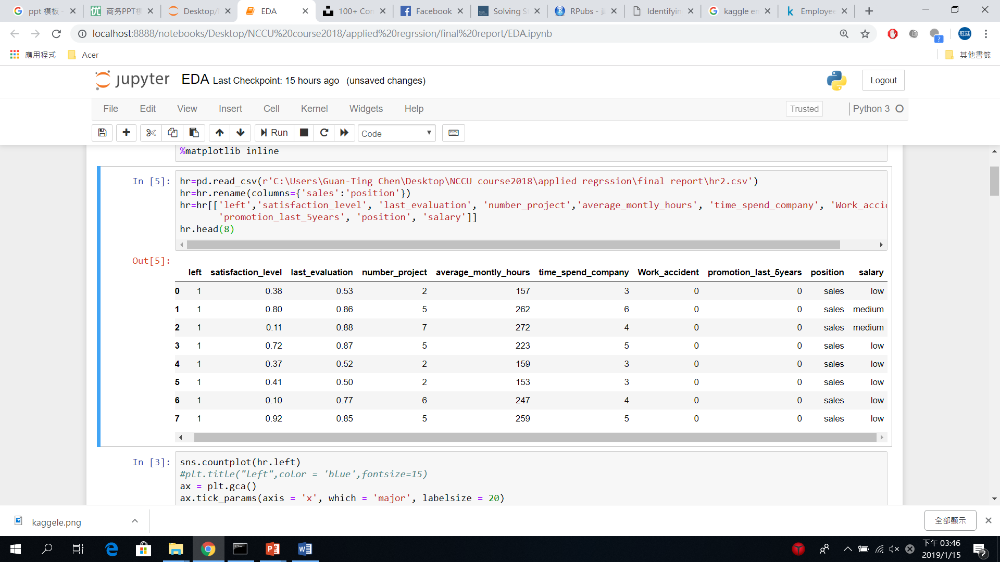 ppt 模板 -
商务PPT模
Desktop/
EDA
100+ Con
Facebook
Solving S
RPubs -
Identifyin
kaggle en
Employee
localhost:8888/notebooks/Desktop/NCCU%20course2018/applied%20regrssion/final%20report/EDA.ipynb
冠廷
?
應用程式
Acer
其他書籤
jupyter EDA Last Checkpoint: 15 hours ago (unsaved changes)
Logout
File Edit View Insert Cell Kernel Widgets Help
Trusted
Python 3
Run
Code
%matplotlib inline
In [5]:
hr=pd.read_csv(r'C:\Users\Guan-Ting Chen\Desktop\NCCU course2018\applied regrssion\final report\hr2.csv')
hr=hr.rename(columns={'sales':'position'})
hr=hr[['left','satisfaction_level', 'last_evaluation', 'number_project','average_montly_hours', 'time_spend_company', 'Work_accid
'promotion_last_5years', 'position', 'salary']]
hr.head(8)
Out[5]:
left satisfaction_level last_evaluation number_project average_montly_hours time_spend_company Work_accident promotion_last_5years position salary
0 1 0.38 0.53 2 157 3 0 0 sales low
1 1 0.80 0.86 5 262 6 0 0 sales medium
2 1 0.11 0.88 7 272 4 0 0 sales medium
3 1 0.72 0.87 5 223 5 0 0 sales low
4 1 0.37 0.52 2 159 3 0 0 sales low
5 1 0.41 0.50 2 153 3 0 0 sales low
6 1 0.10 0.77 6 247 4 0 0 sales low
7 1 0.92 0.85 5 259 5 0 0 sales low
In [3]:
sns.countplot(hr.left)
#plt.title("left",color = 'blue',fontsize=15)
ax = plt.gca()
ax.tick_params(axis = 'x', which = 'major', labelsize = 20)
kaggele.png
全部顯示
下午 03:46
2019/1/15
2